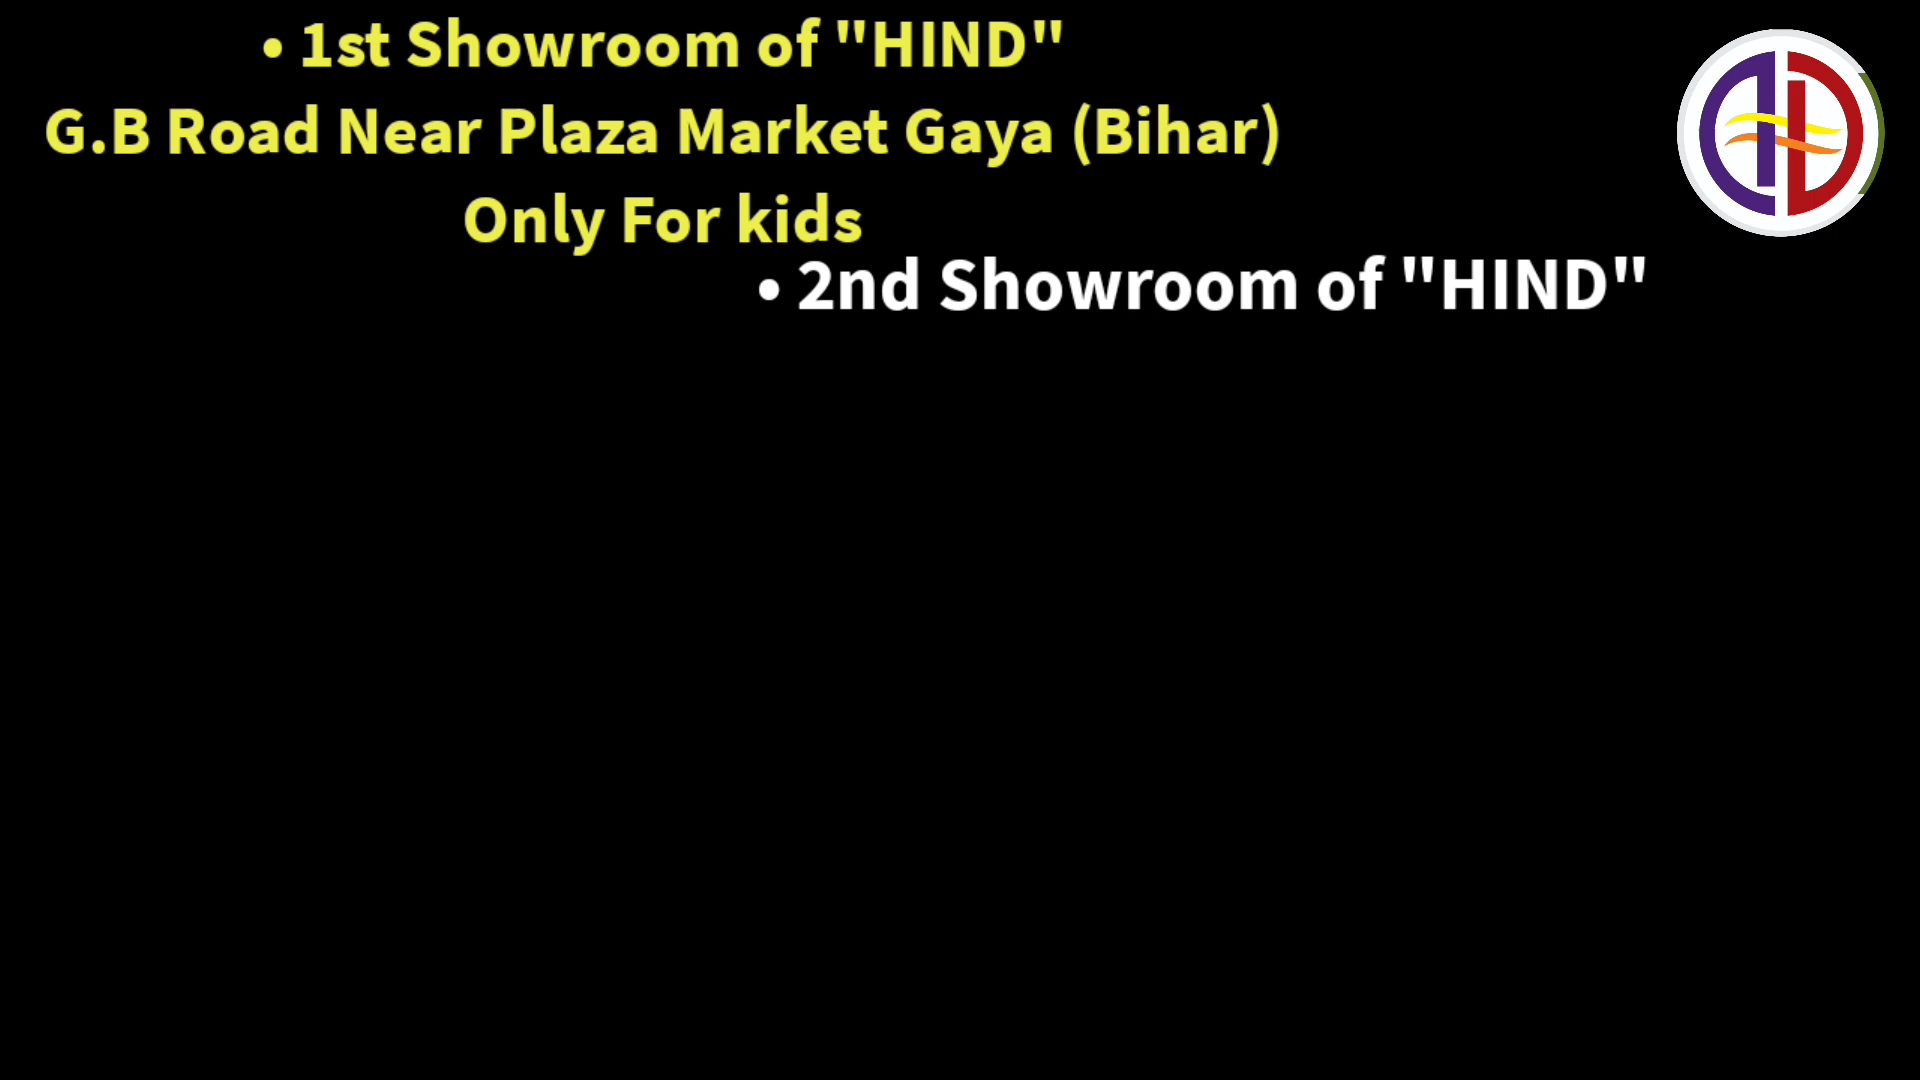 • 1st Showroom of "HIND"
G.B Road Near Plaza Market Gaya (Bihar)
Only For kids
• 2nd Showroom of "HIND"